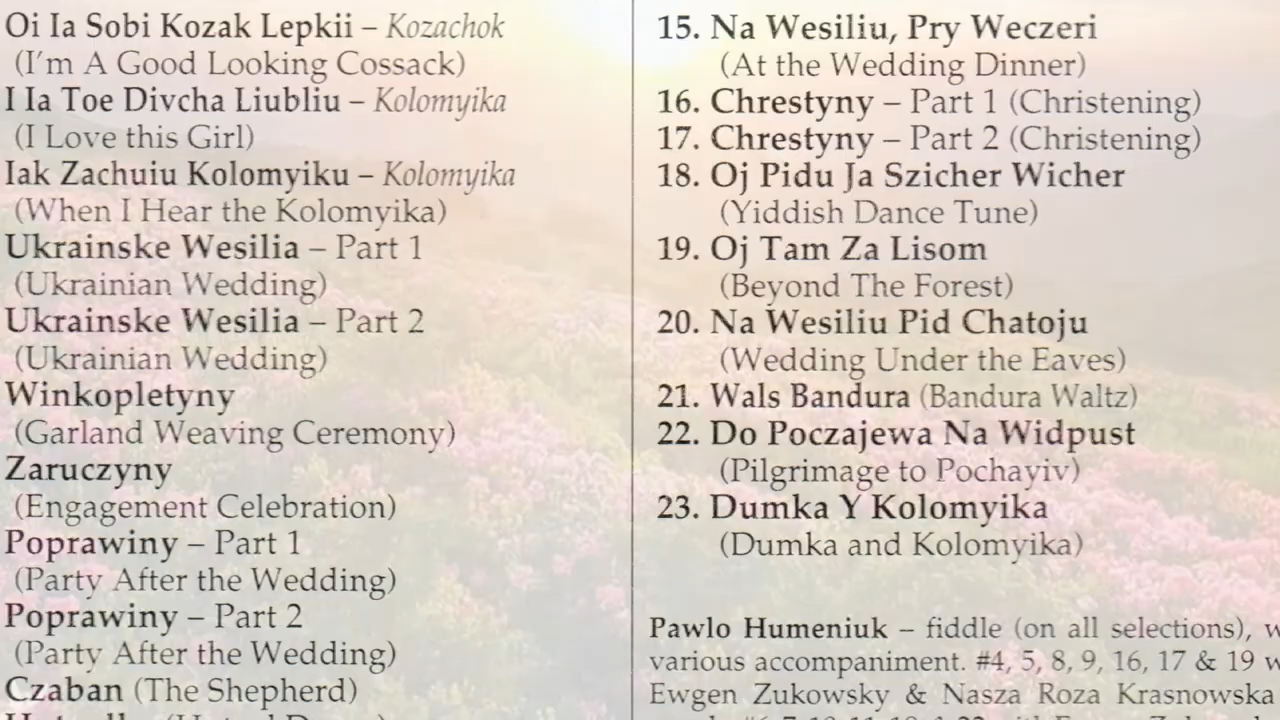 Oi Ia Sobi Kozak Lepkii – Kozachok
(I'm A Good Looking Cossack)
I Ia Toe Divcha Liubliu – Kolomyika
(I Love this Girl)
Iak Zachuiu Kolomyiku – Kolomyika
(When I Hear the Kolomyika)
Ukrainske Wesilia – Part 1
(Ukrainian Wedding)
Ukrainske Wesilia – Part 2
(Ukrainian Wedding)
Winkopletyny
(Garland Weaving Ceremony)
Zaruczyny
(Engagement Celebration)
Poprawiny – Part 1
(Party After the Wedding)
Poprawiny – Part 2
(Party After the Wedding)
Czaban (The Shepherd)
15. Na Wesiliu, Pry Weczeri
(At the Wedding Dinner)
16. Chrestyny – Part 1 (Christening)
17. Chrestyny – Part 2 (Christening)
18. Oj Pidu Ja Szicher Wicher
(Yiddish Dance Tune)
19. Oj Tam Za Lisom
(Beyond The Forest)
20. Na Wesiliu Pid Chatoju
(Wedding Under the Eaves)
21. Wals Bandura (Bandura Waltz)
22. Do Poczajewa Na Widpust
(Pilgrimage to Pochayiv)
23. Dumka Y Kolomyika
(Dumka and Kolomyika)
Pawlo Humeniuk – fiddle (on all selections),
various accompaniment. #4, 5, 8, 9, 16, 17 & 19
Ewgen Zukowsky & Nasza Roza Krasnowska